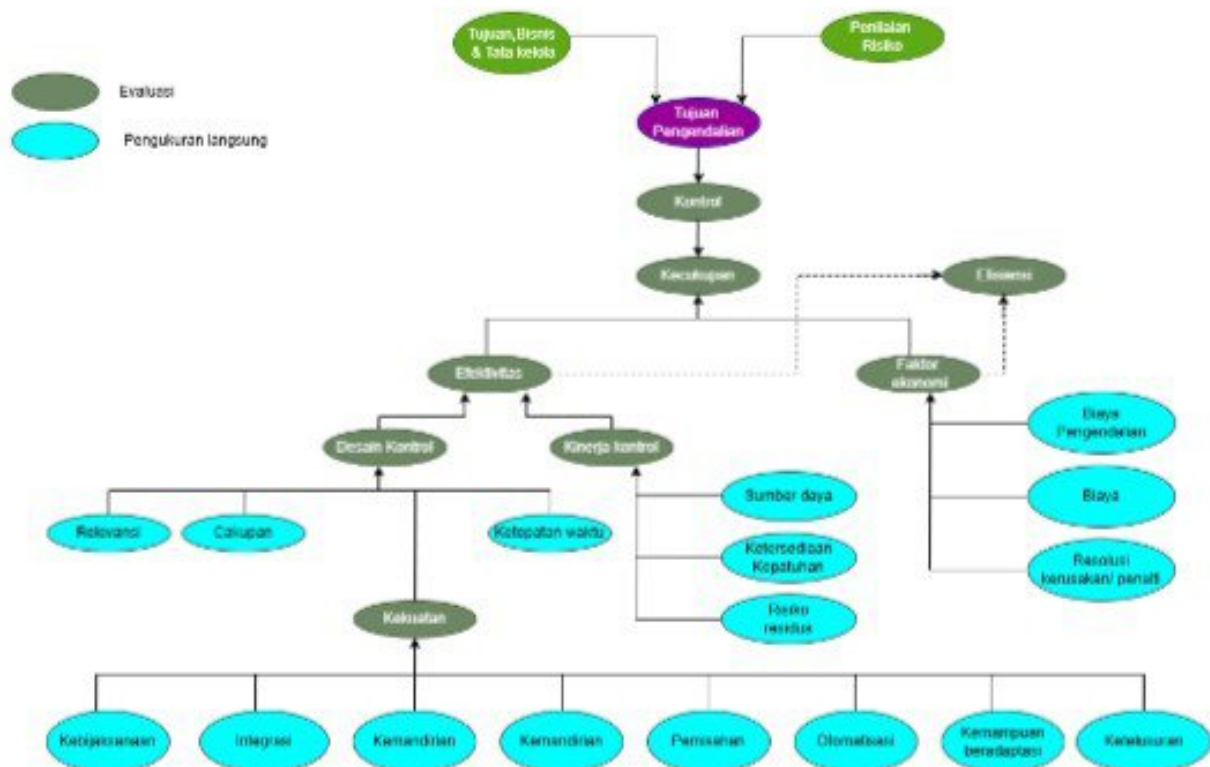 Tujuan,Bisnis
& Tata kelola
Penilaian
Risiko
Evaluasi
Pengukuran langsung
Tujuan
Pengendalian
Kontrol
Kecukupan
Efisiensi
Efektivitas
Faktor
ekonomi
Desain Kontrol
Kinerja kontrol
Biaya
Pengendalian
Sumber daya
Biaya
Relevansi
Cakupan
Ketepatan waktu
Ketersediaan
Kepatuhan
Resolusi
kerusakan/ penalti
Kekuatan
Risiko
residus
Kebijaksanaan
Integrasi
Kemandirian
Kemandirian
Pemisahan
Otomatisasi
Kemampuan
beradaptasi
Ketelusuran